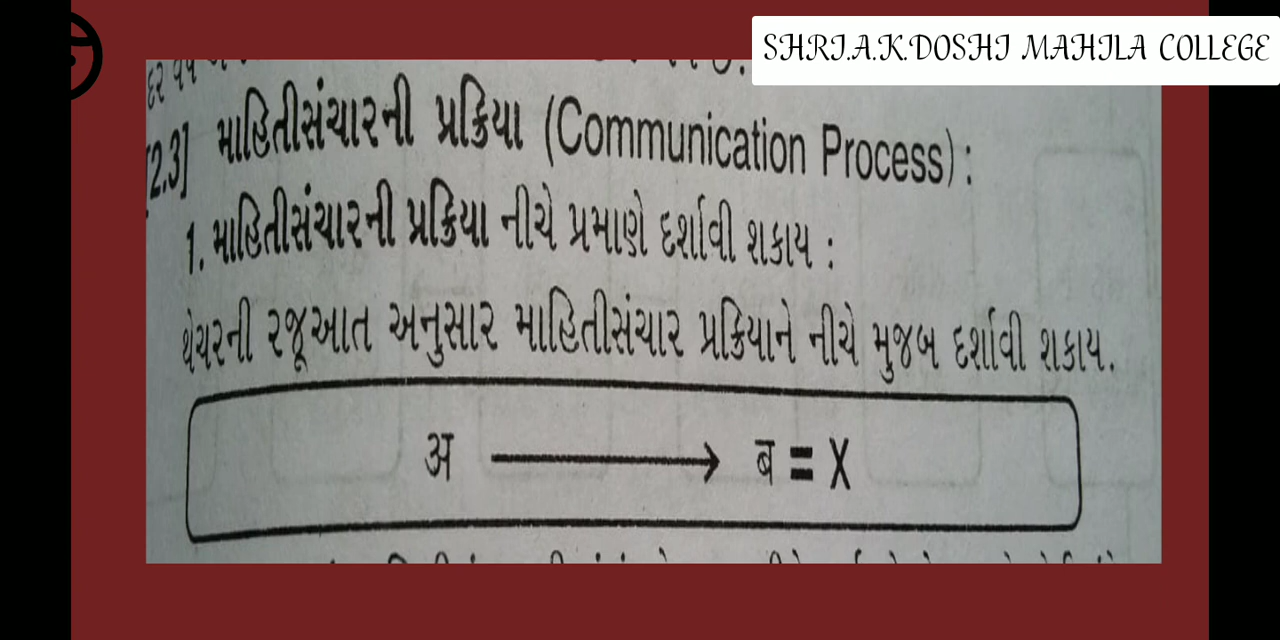 SHRI.A.K.DOSHI MAHILA COLLEGE
[2.3] માહિતીસંચારની પ્રક્રિયા (Communication Process) :
1. માહિતીસંચારની પ્રક્રિયા નીચે પ્રમાણે દર્શાવી શકાય :
થેયરની રજૂઆત અનુસાર માહિતીસંચાર પ્રક્રિયાને નીચે મુજબ દર્શાવી શકાય.
अ → ब = X